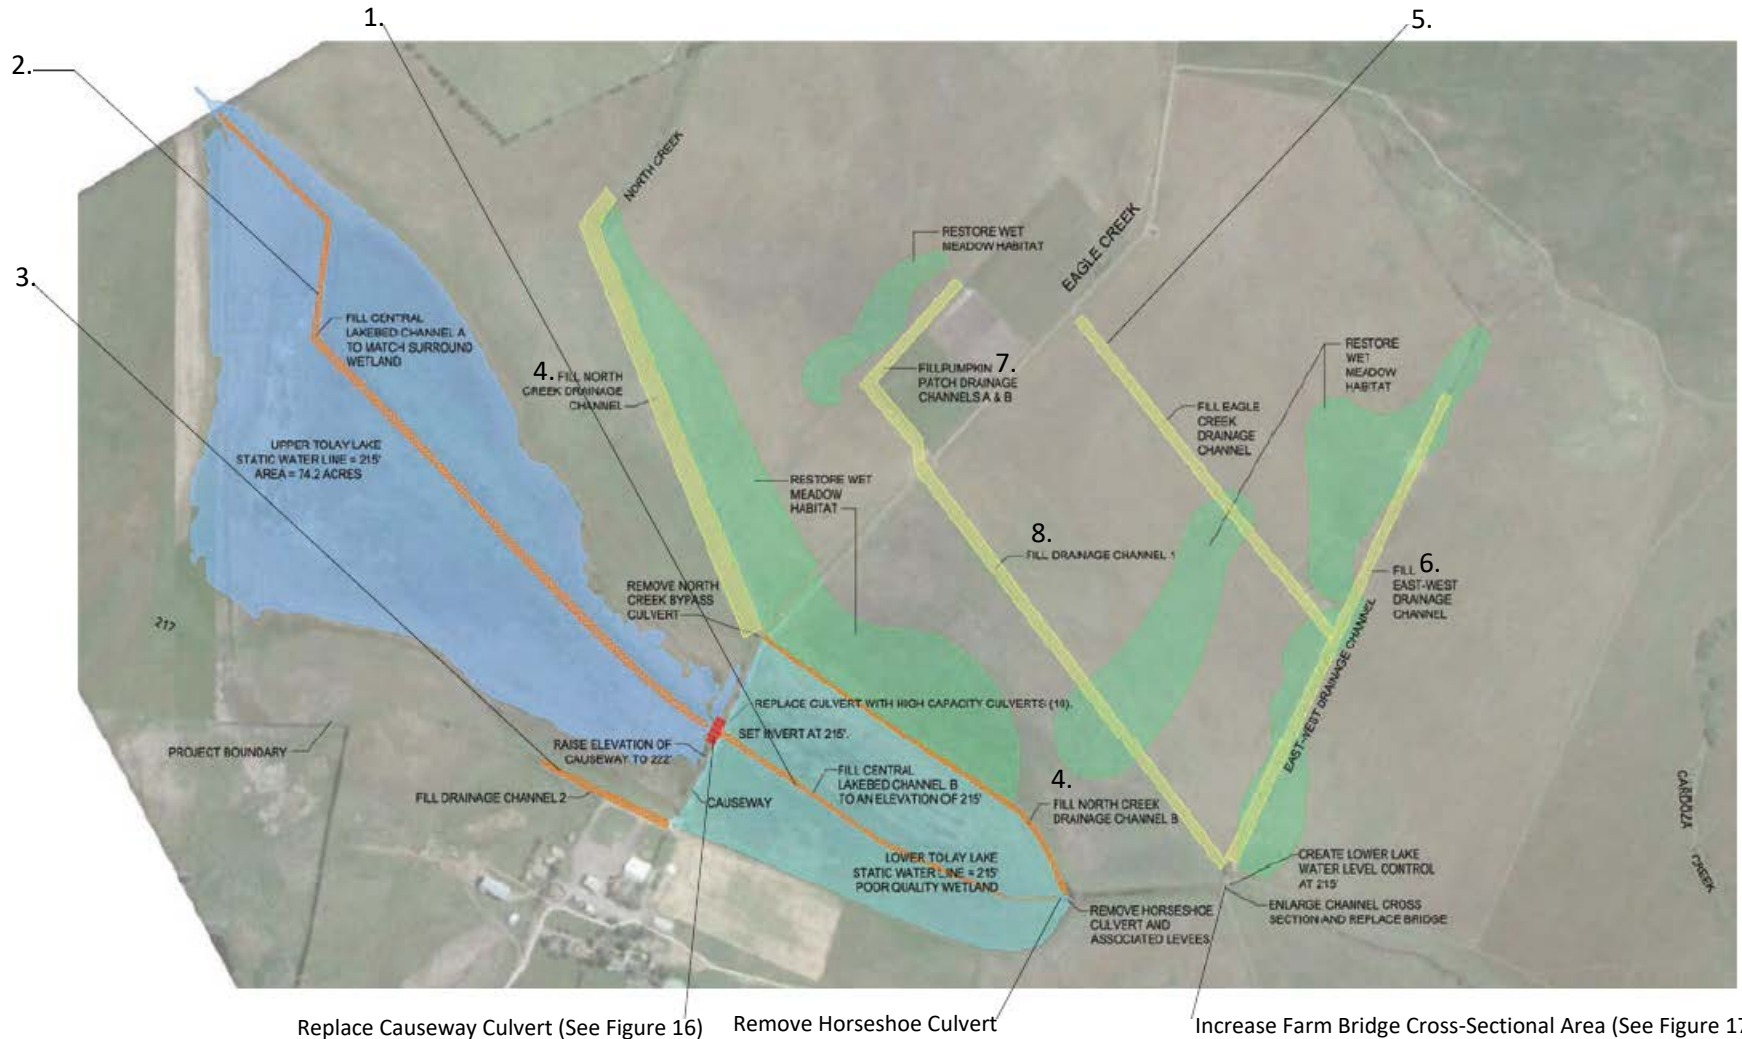 1.
5.
2.
NORTH CREEK
RESTORE WET
MEADOW HABITAT
EAGLE CREEK
3.
FILL CENTRAL
LAKEBED CHANNEL A
TO MATCH SURROUND
WETLAND
4. FILL NORTH
CREEK DRAINAGE
CHANNEL
FILLPUMPKIN 7.
PATCH DRAINAGE
CHANNELS A & B
RESTORE
WET
MEADOW
HABITAT
FILL EAGLE
CREEK
DRAINAGE
CHANNEL
UPPER TOLAY LAKE
STATIC WATER LINE = 215'
AREA = 74.2 ACRES
RESTORE WET
MEADOW
HABITAT
8.
FILL DRAINAGE CHANNEL 1
FILL 6.
EAST-WEST
DRAINAGE
CHANNEL
REMOVE NORTH
CREEK BYPASS
CULVERT
217
EAST-WEST DRAINAGE CHANNEL
REPLACE CULVERT WITH HIGH CAPACITY CULVERTS (10).
SET INVERT AT 215'.
PROJECT BOUNDARY
RAISE ELEVATION OF
CAUSEWAY TO 222'
FILL CENTRAL
LAKEBED CHANNEL B
TO AN ELEVATION OF 215'
FILL DRAINAGE CHANNEL 2
CAUSEWAY
4.
FILL NORTH CREEK
DRAINAGE CHANNEL B
CARDOZA
CREEK
LOWER TOLAY LAKE
STATIC WATER LINE = 215'
POOR QUALITY WETLAND
CREATE LOWER LAKE
WATER LEVEL CONTROL
AT 215'
ENLARGE CHANNEL CROSS
SECTION AND REPLACE BRIDGE
REMOVE HORSESHOE
CULVERT AND
ASSOCIATED LEVEES
Replace Causeway Culvert (See Figure 16)
Remove Horseshoe Culvert
Increase Farm Bridge Cross-Sectional Area (See Figure 17